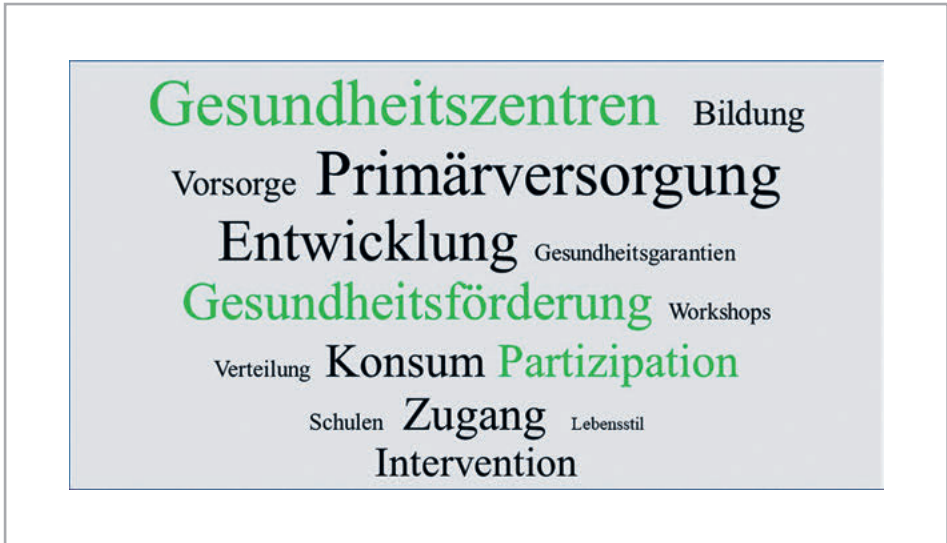 Gesundheitszentren Bildung
Vorsorge Primärversorgung
Entwicklung Gesundheitsgarantien
Gesundheitsförderung Workshops
Verteilung Konsum Partizipation
Schulen Zugang Lebensstil
Intervention